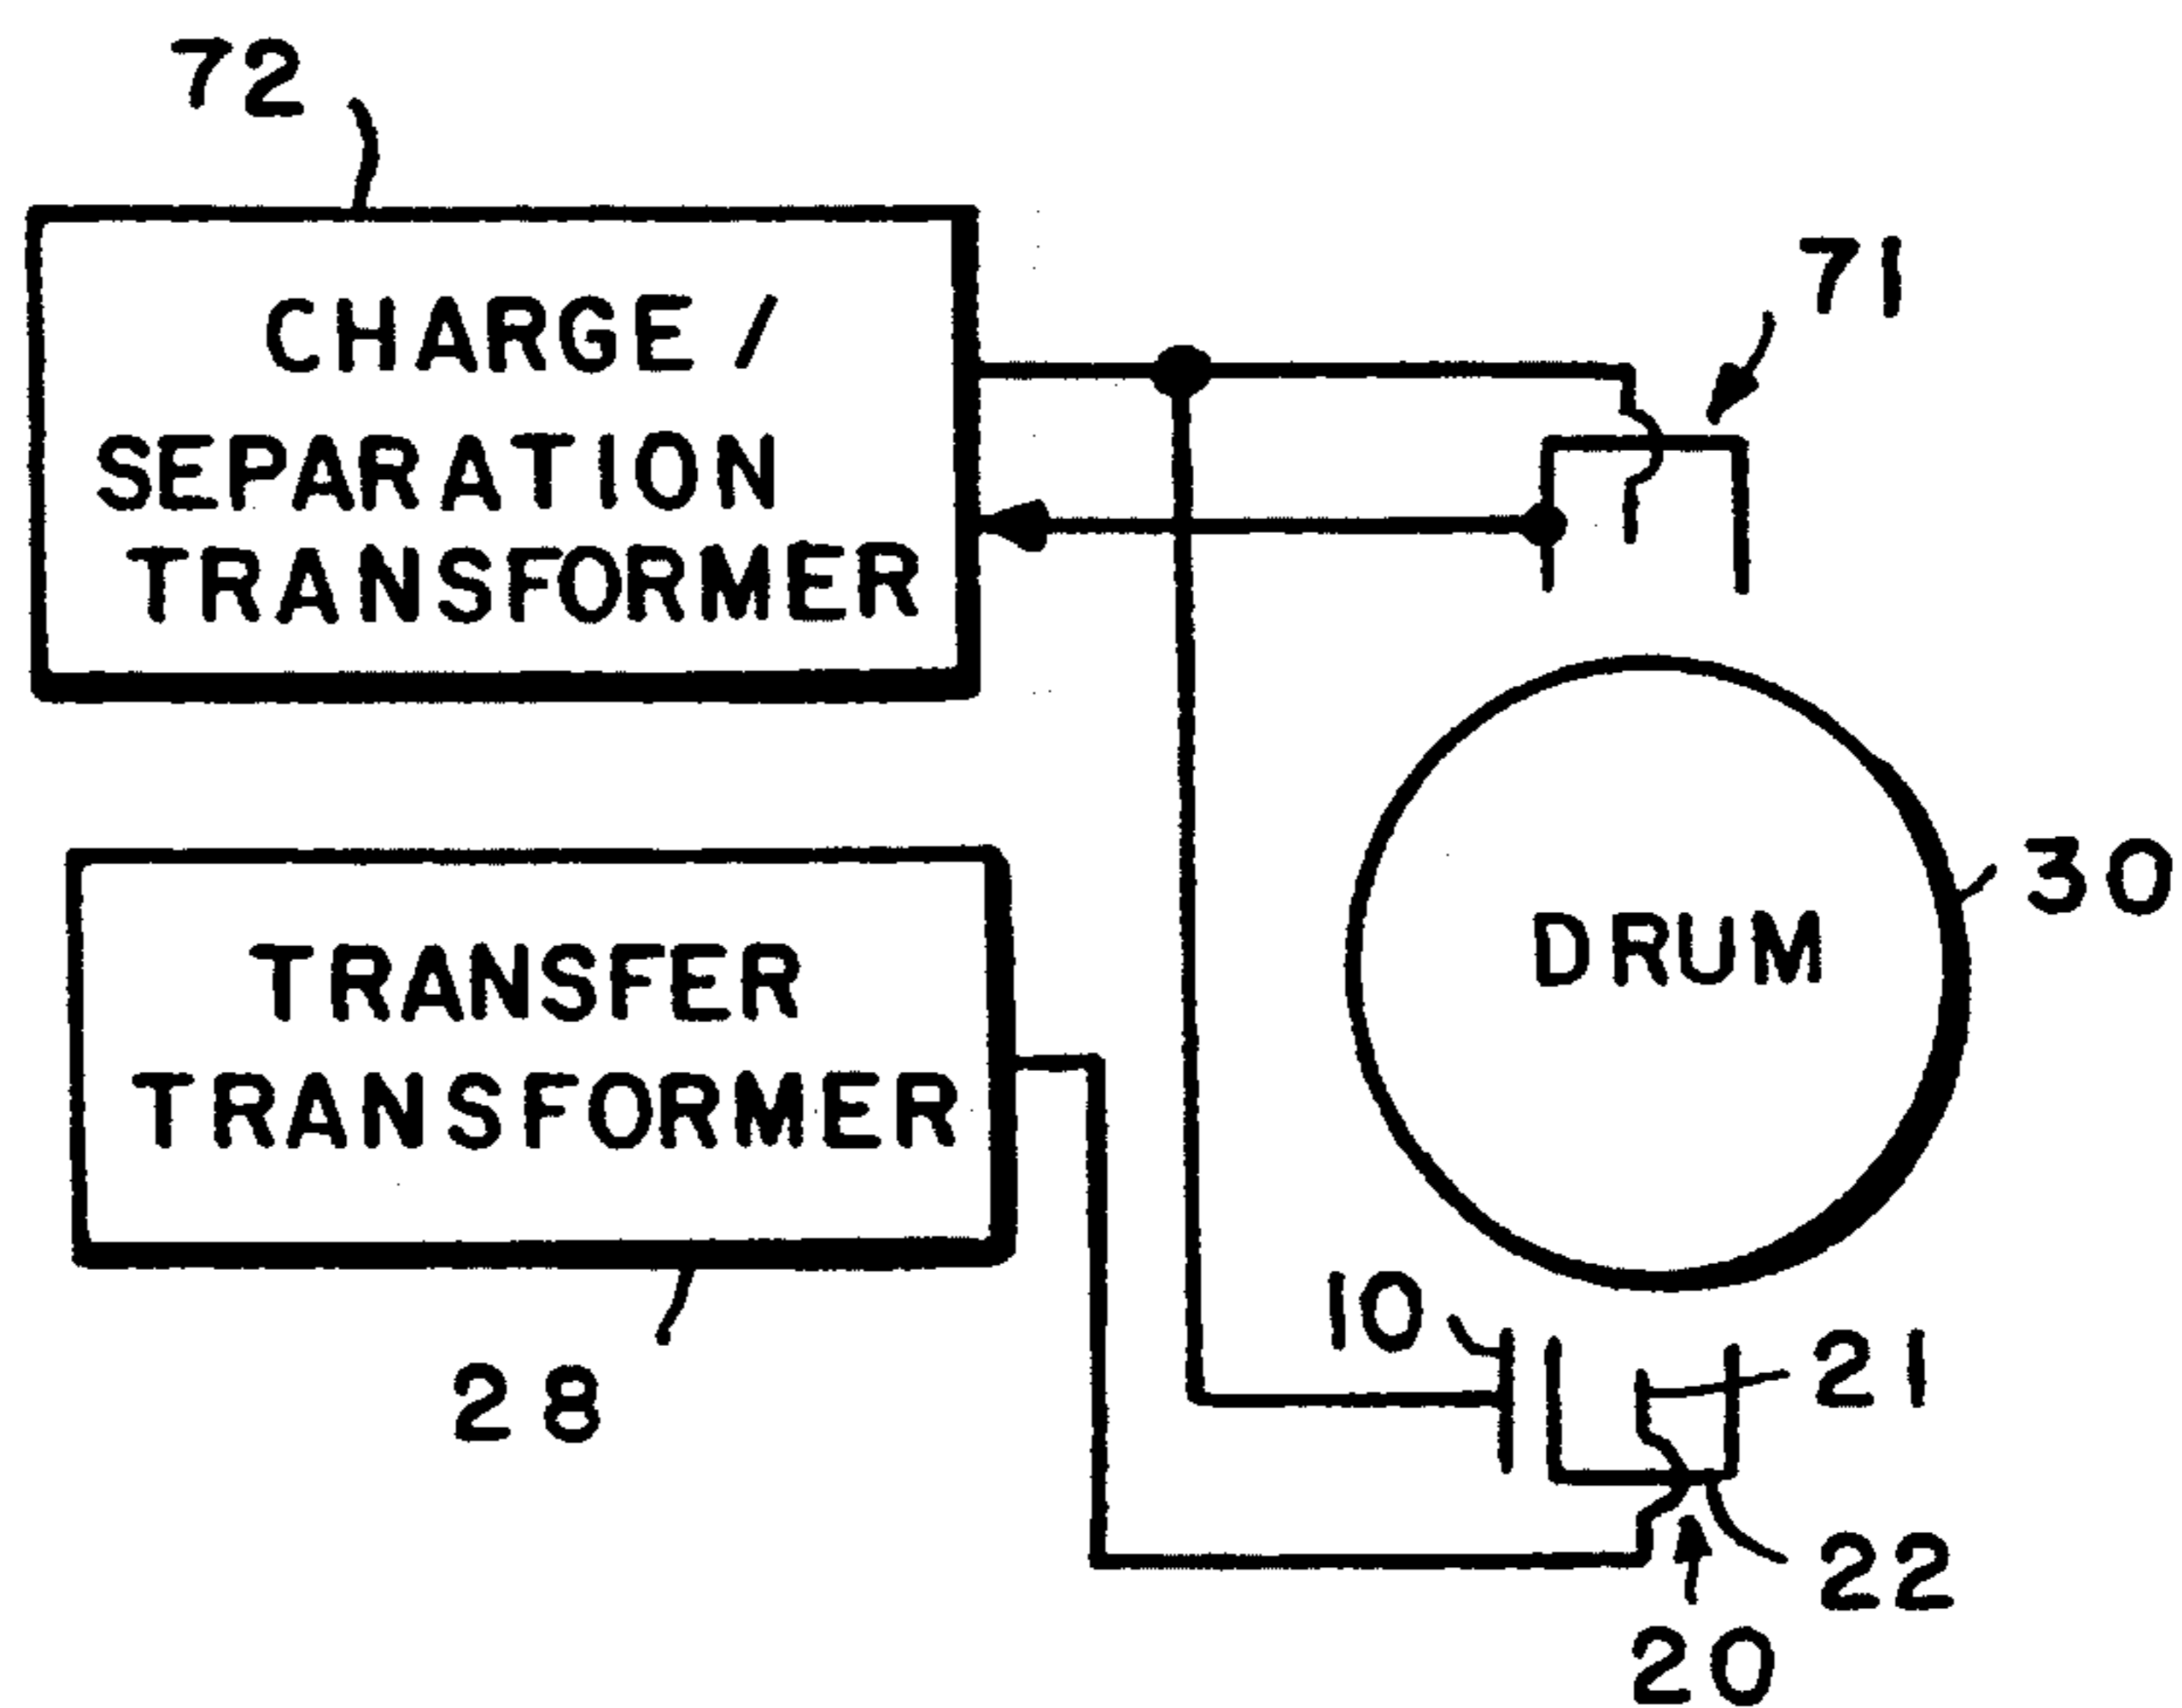 72
CHARGE /
SEPARATION
TRANSFORMER
71
TRANSFER
TRANSFORMER
DRUM
30
10
21
28
22
20